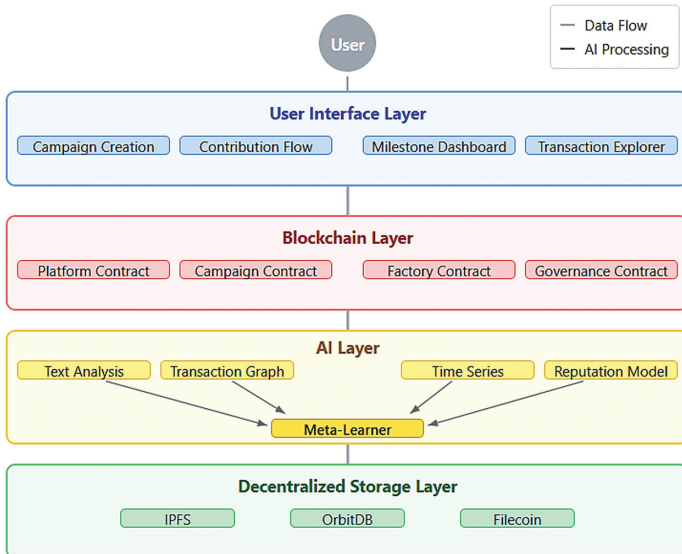 User
Data Flow
AI Processing
User Interface Layer
Campaign Creation
Contribution Flow
Milestone Dashboard
Transaction Explorer
Blockchain Layer
Platform Contract
Campaign Contract
Factory Contract
Governance Contract
AI Layer
Text Analysis
Transaction Graph
Time Series
Reputation Model
Meta-Learner
Decentralized Storage Layer
IPFS
OrbitDB
Filecoin